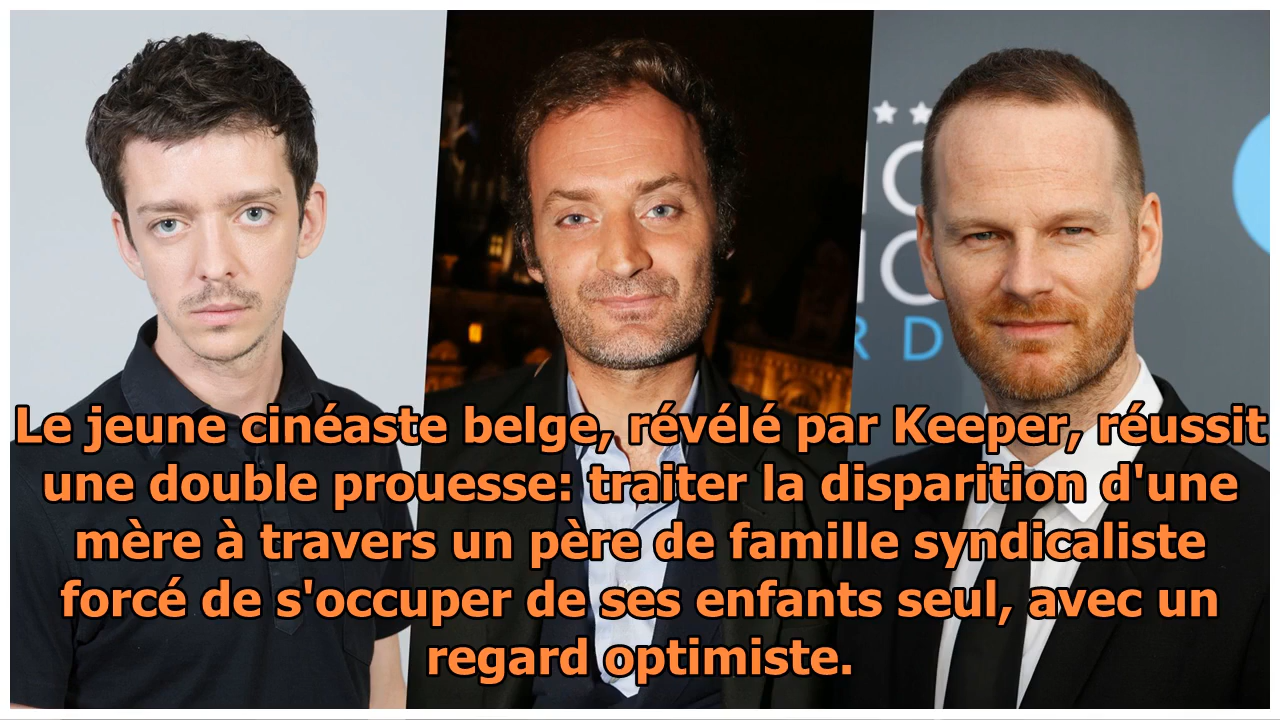 Le jeune cinéaste belge, révélé par Keeper, réussit
une double prouesse: traiter la disparition d'une
mère à travers un père de famille syndicaliste
forcé de s'occuper de ses enfants seul, avec un
regard optimiste.